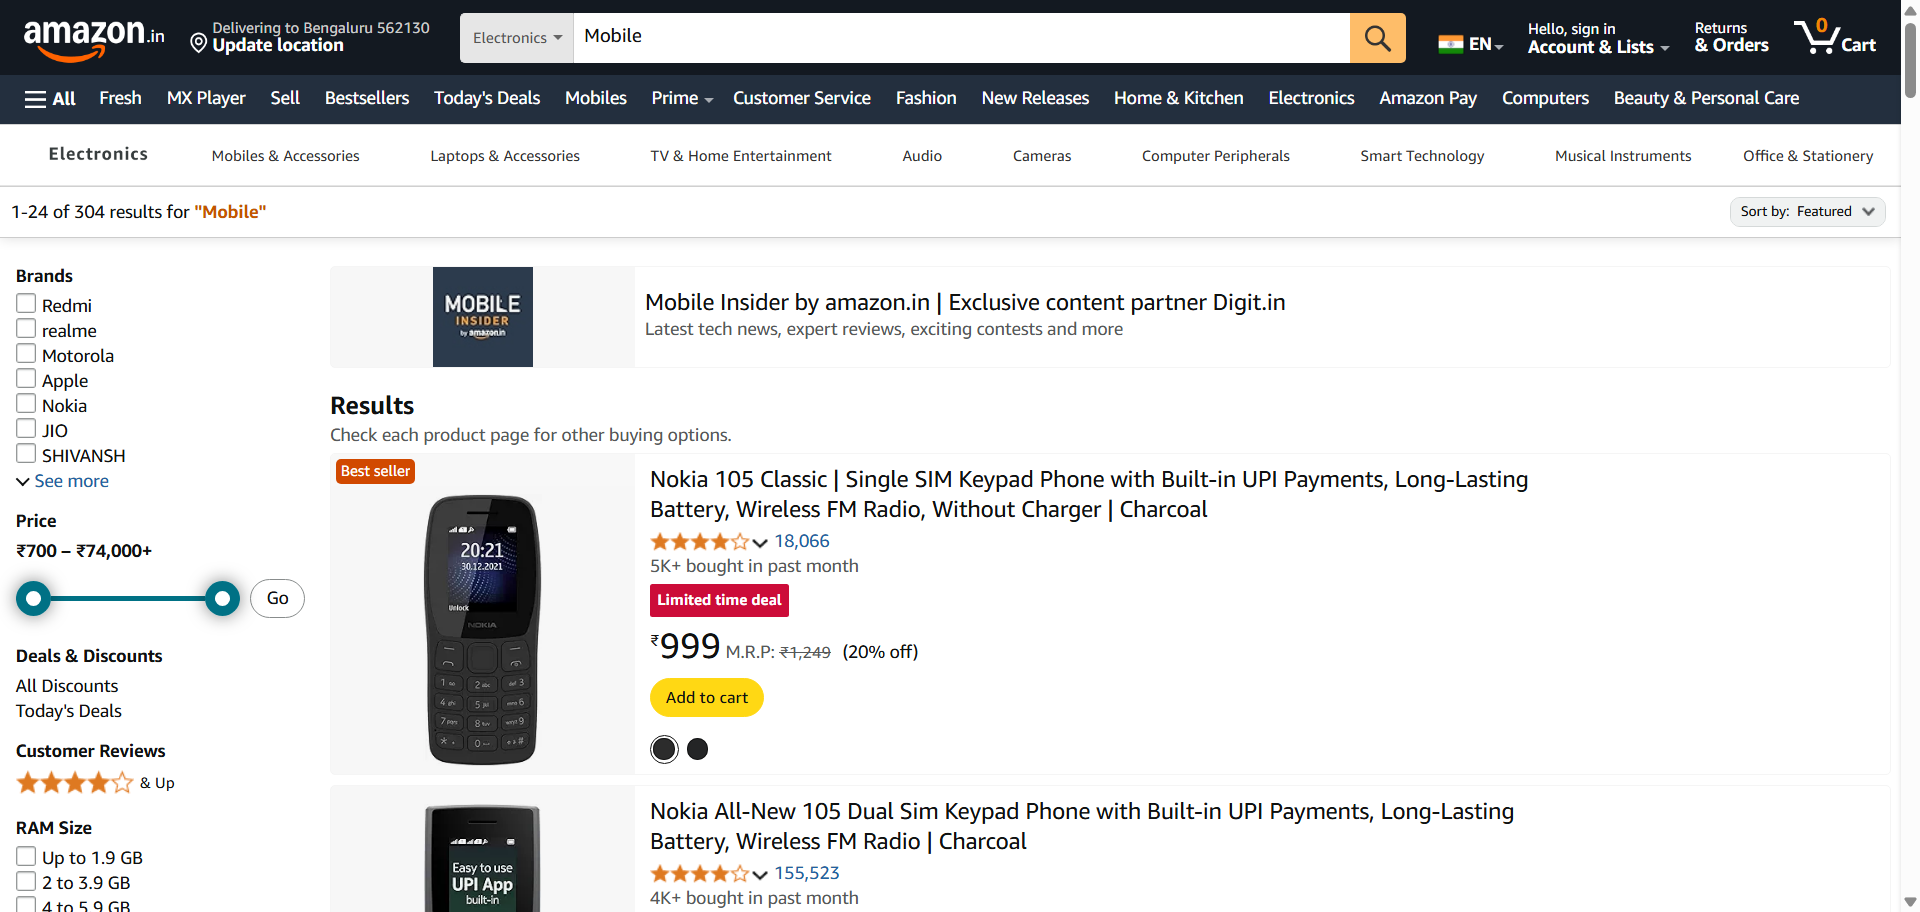 amazon.in
Delivering to Bengaluru 562130
Update location
Electronics
Mobile
EN
Hello, sign in
Account & Lists
Returns
& Orders
0
Cart
All
Fresh
MX Player
Sell
Bestsellers
Today's Deals
Mobiles
Prime
Customer Service
Fashion
New Releases
Home & Kitchen
Electronics
Amazon Pay
Computers
Beauty & Personal Care
Electronics
Mobiles & Accessories
Laptops & Accessories
TV & Home Entertainment
Audio
Cameras
Computer Peripherals
Smart Technology
Musical Instruments
Office & Stationery
1-24 of 304 results for "Mobile"
Sort by: Featured
Brands
Redmi
realme
Motorola
Apple
Nokia
JIO
SHIVANSH
See more
Price
₹700 – ₹74,000+
Go
Deals & Discounts
All Discounts
Today's Deals
Customer Reviews
& Up
RAM Size
Up to 1.9 GB
2 to 3.9 GB
4 to 5.9 GB
MOBILE
INSIDER
by amazon.in
Mobile Insider by amazon.in | Exclusive content partner Digit.in
Latest tech news, expert reviews, exciting contests and more
Results
Check each product page for other buying options.
Best seller
20:21
30.12.2021
Unlock
NOKIA
Nokia 105 Classic | Single SIM Keypad Phone with Built-in UPI Payments, Long-Lasting
Battery, Wireless FM Radio, Without Charger | Charcoal
18,066
5K+ bought in past month
Limited time deal
₹999 M.R.P: ₹1,249 (20% off)
Add to cart
Easy to use
UPI App
built-in
Nokia All-New 105 Dual Sim Keypad Phone with Built-in UPI Payments, Long-Lasting
Battery, Wireless FM Radio | Charcoal
155,523
4K+ bought in past month